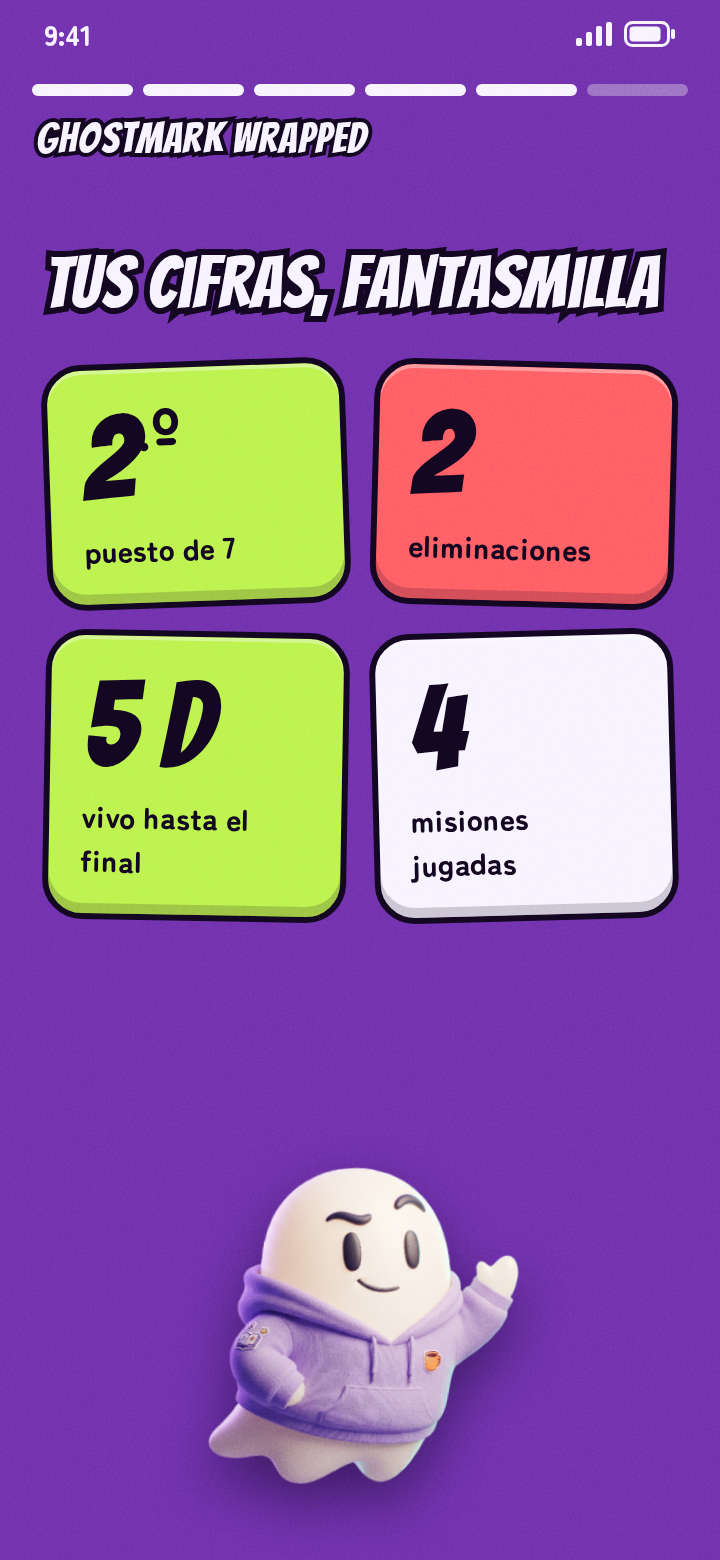 9:41
GHOSTMARK WRAPPED
TUS CIFRAS, FANTASMILLA
2º
puesto de 7
2
eliminaciones
5 D
vivo hasta el
final
4
misiones
jugadas